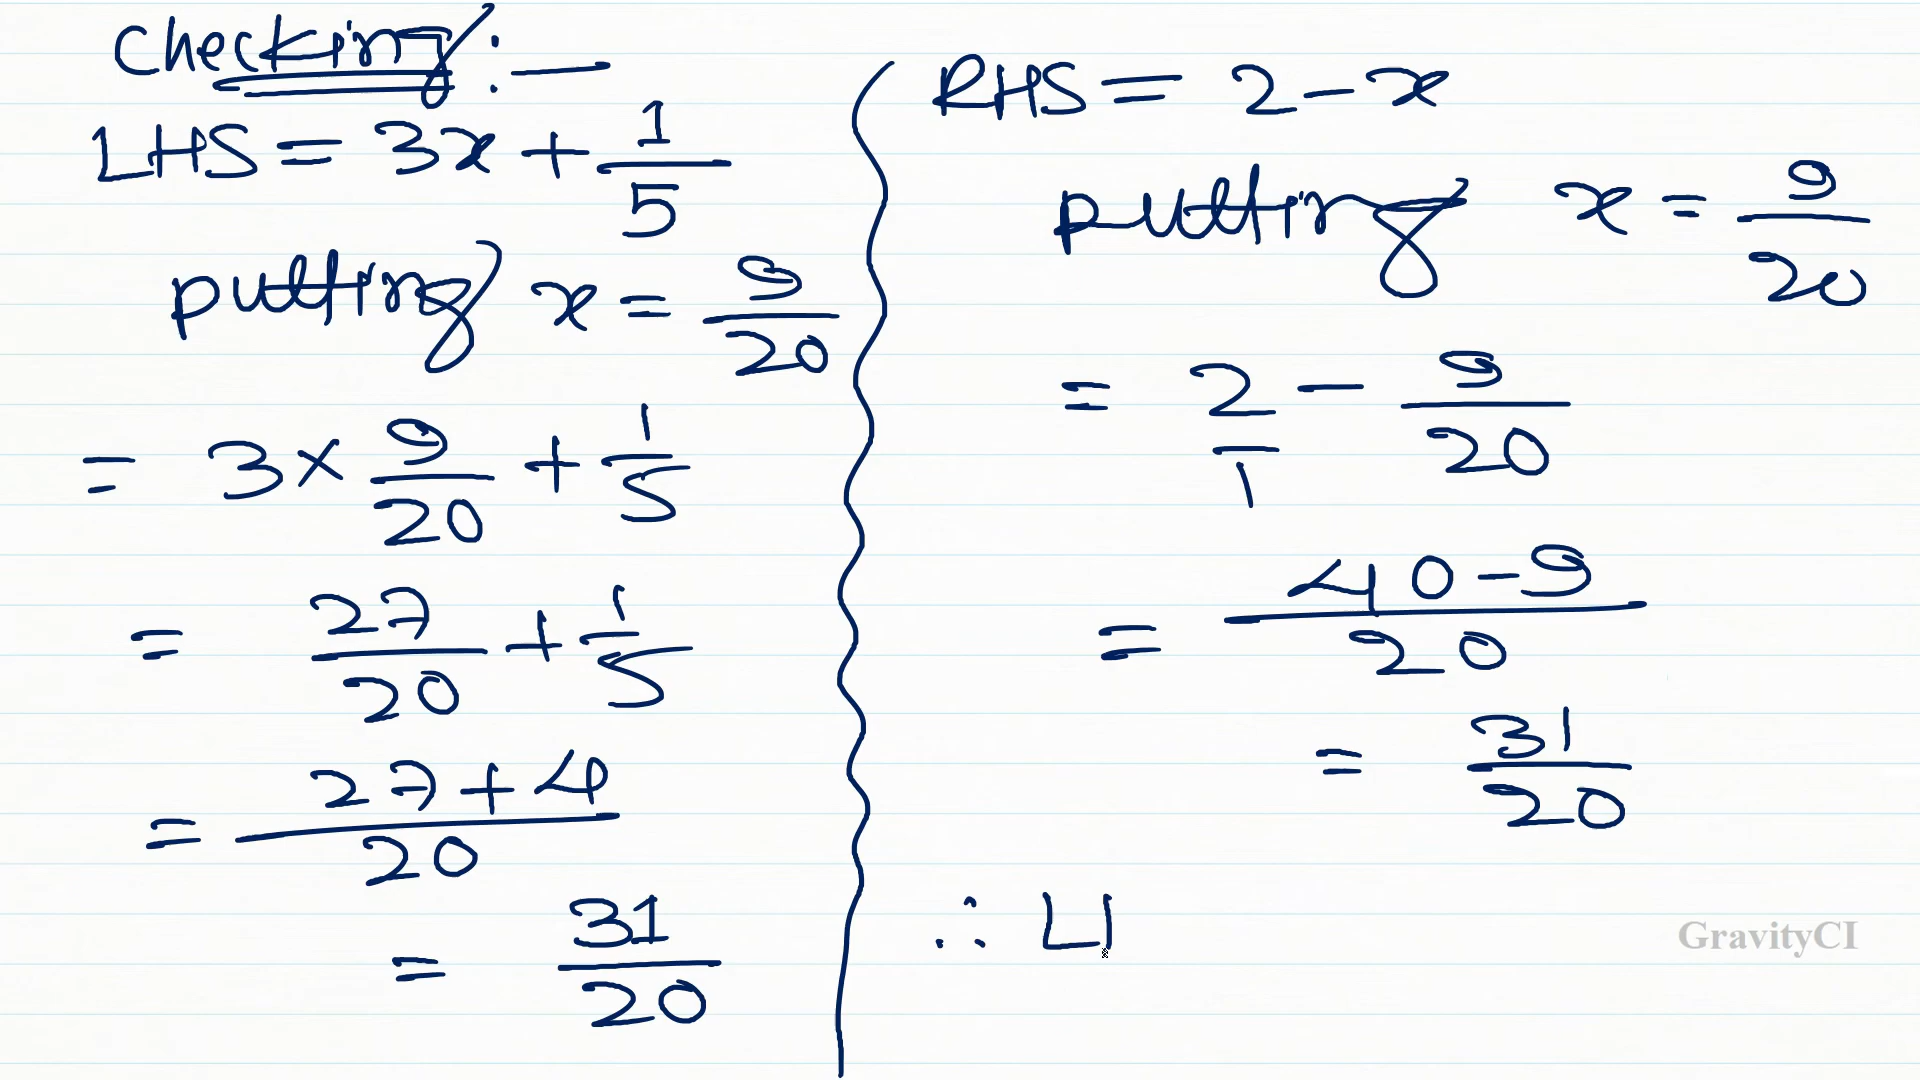 Checking :—
LHS = 3x + 1/5
putting x = 9/20
= 3 × 9/20 + 1/5
= 27/20 + 1/5
= 27+4/20
= 31/20
RHS = 2 - x
putting x = 9/20
= 2/1 - 9/20
= 40-9/20
= 31/20
∴ LI
GravityCI